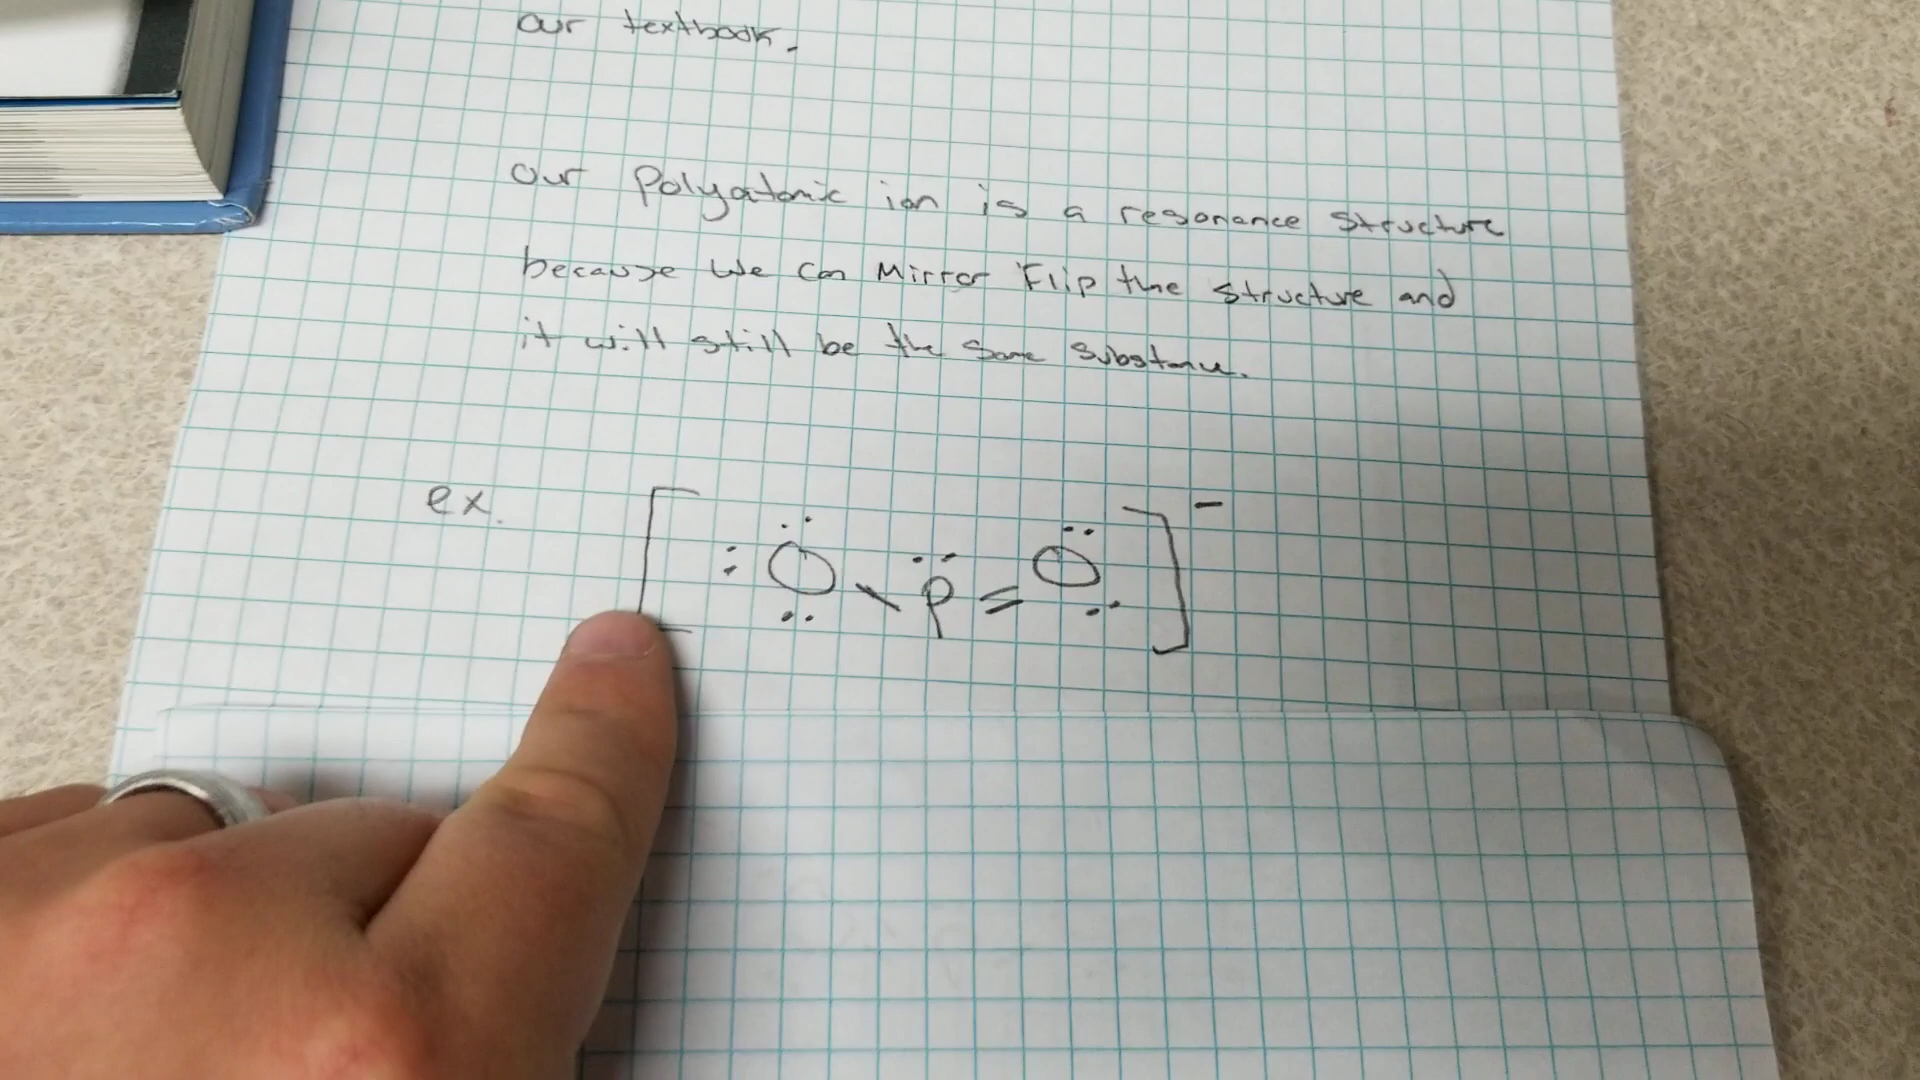 our textbook.
Our Polyatomic ion is a resonance structure
because we can Mirror Flip the structure and
it will still be the same substance.
ex. [:Ö-P̈=Ö]⁻